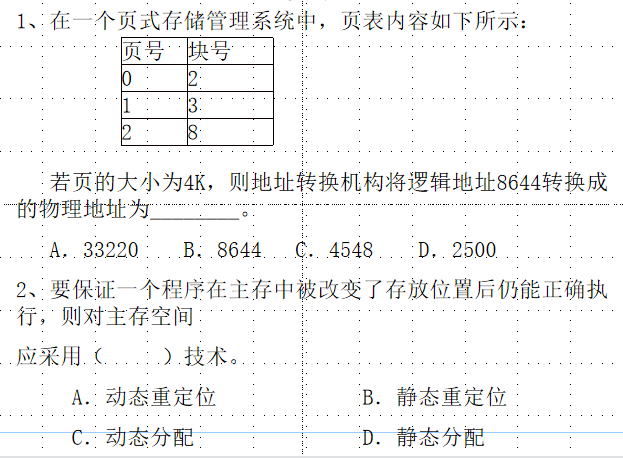 1、在一个页式存储管理系统中，页表内容如下所示：
页号 块号
0 2
1 3
2 8
若页的大小为4K，则地址转换机构将逻辑地址8644转换成
的物理地址为________。
A．33220 B．8644 C．4548 D．2500
2、要保证一个程序在主存中被改变了存放位置后仍能正确执
行，则对主存空间
应采用（ ）技术。
A．动态重定位 B．静态重定位
C．动态分配 D．静态分配